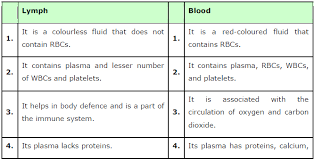 Lymph
Blood
1. It is a colourless fluid that does not
contain RBCs.
1. It is a red-coloured fluid that
contains RBCs.
2. It contains plasma and lesser number
of WBCs and platelets.
2. It contains plasma, RBCs, WBCs,
and platelets.
3. It helps in body defence and is a part of
the immune system.
3. It is associated with the
circulation of oxygen and carbon
dioxide.
4. Its plasma lacks proteins.
4. Its plasma has proteins, calcium,